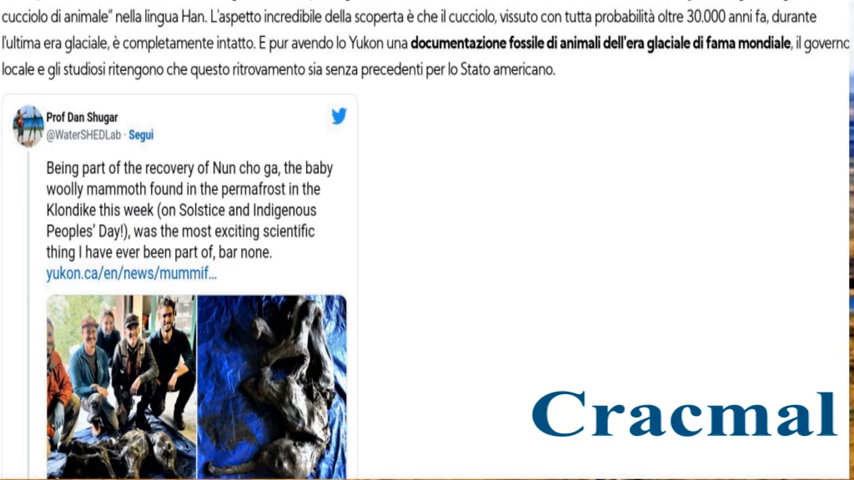 cucciolo di animale" nella lingua Han. L'aspetto incredibile della scoperta è che il cucciolo, vissuto con tutta probabilità oltre 30.000 anni fa, durante
l'ultima era glaciale, è completamente intatto. E pur avendo lo Yukon una documentazione fossile di animali dell'era glaciale di fama mondiale, il governo
locale e gli studiosi ritengono che questo ritrovamento sia senza precedenti per lo Stato americano.
Prof Dan Shugar
@WaterSHEDLab · Segui
Being part of the recovery of Nun cho ga, the baby
woolly mammoth found in the permafrost in the
Klondike this week (on Solstice and Indigenous
Peoples' Day!), was the most exciting scientific
thing I have ever been part of, bar none.
yukon.ca/en/news/mummif...
Cracmal